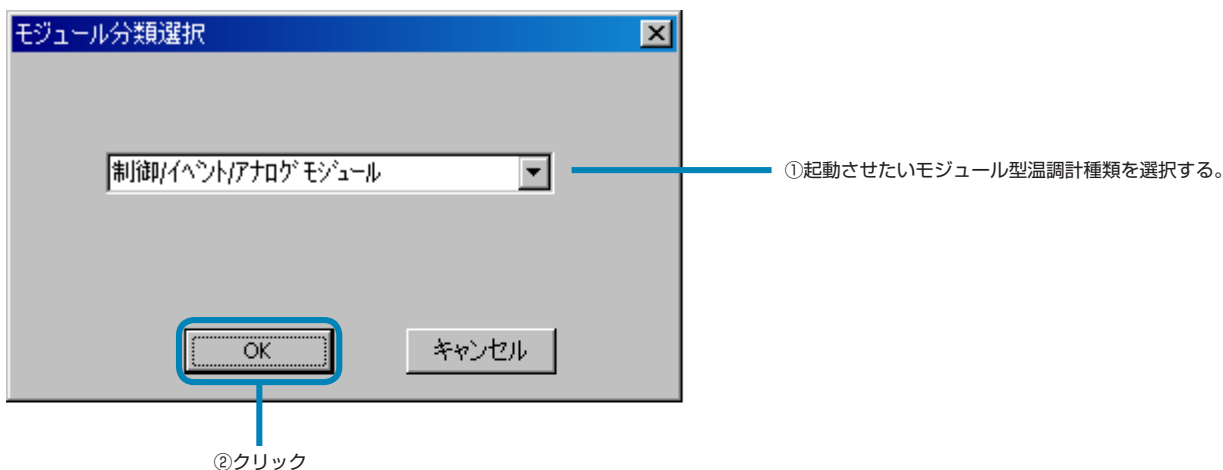 モジュール分類選択
制御/イベント/アナログモジュール
①起動させたいモジュール型温調計種類を選択する。
OK
キャンセル
②クリック